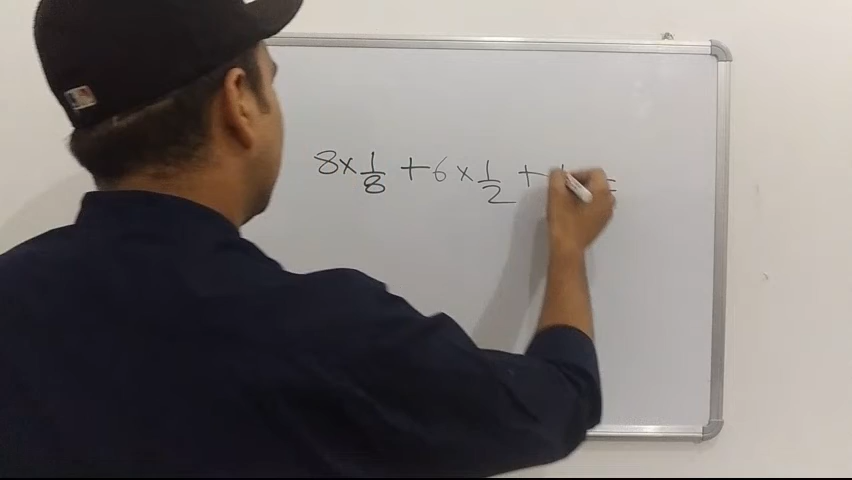 8 × 1/8 + 6 × 1/2 + =